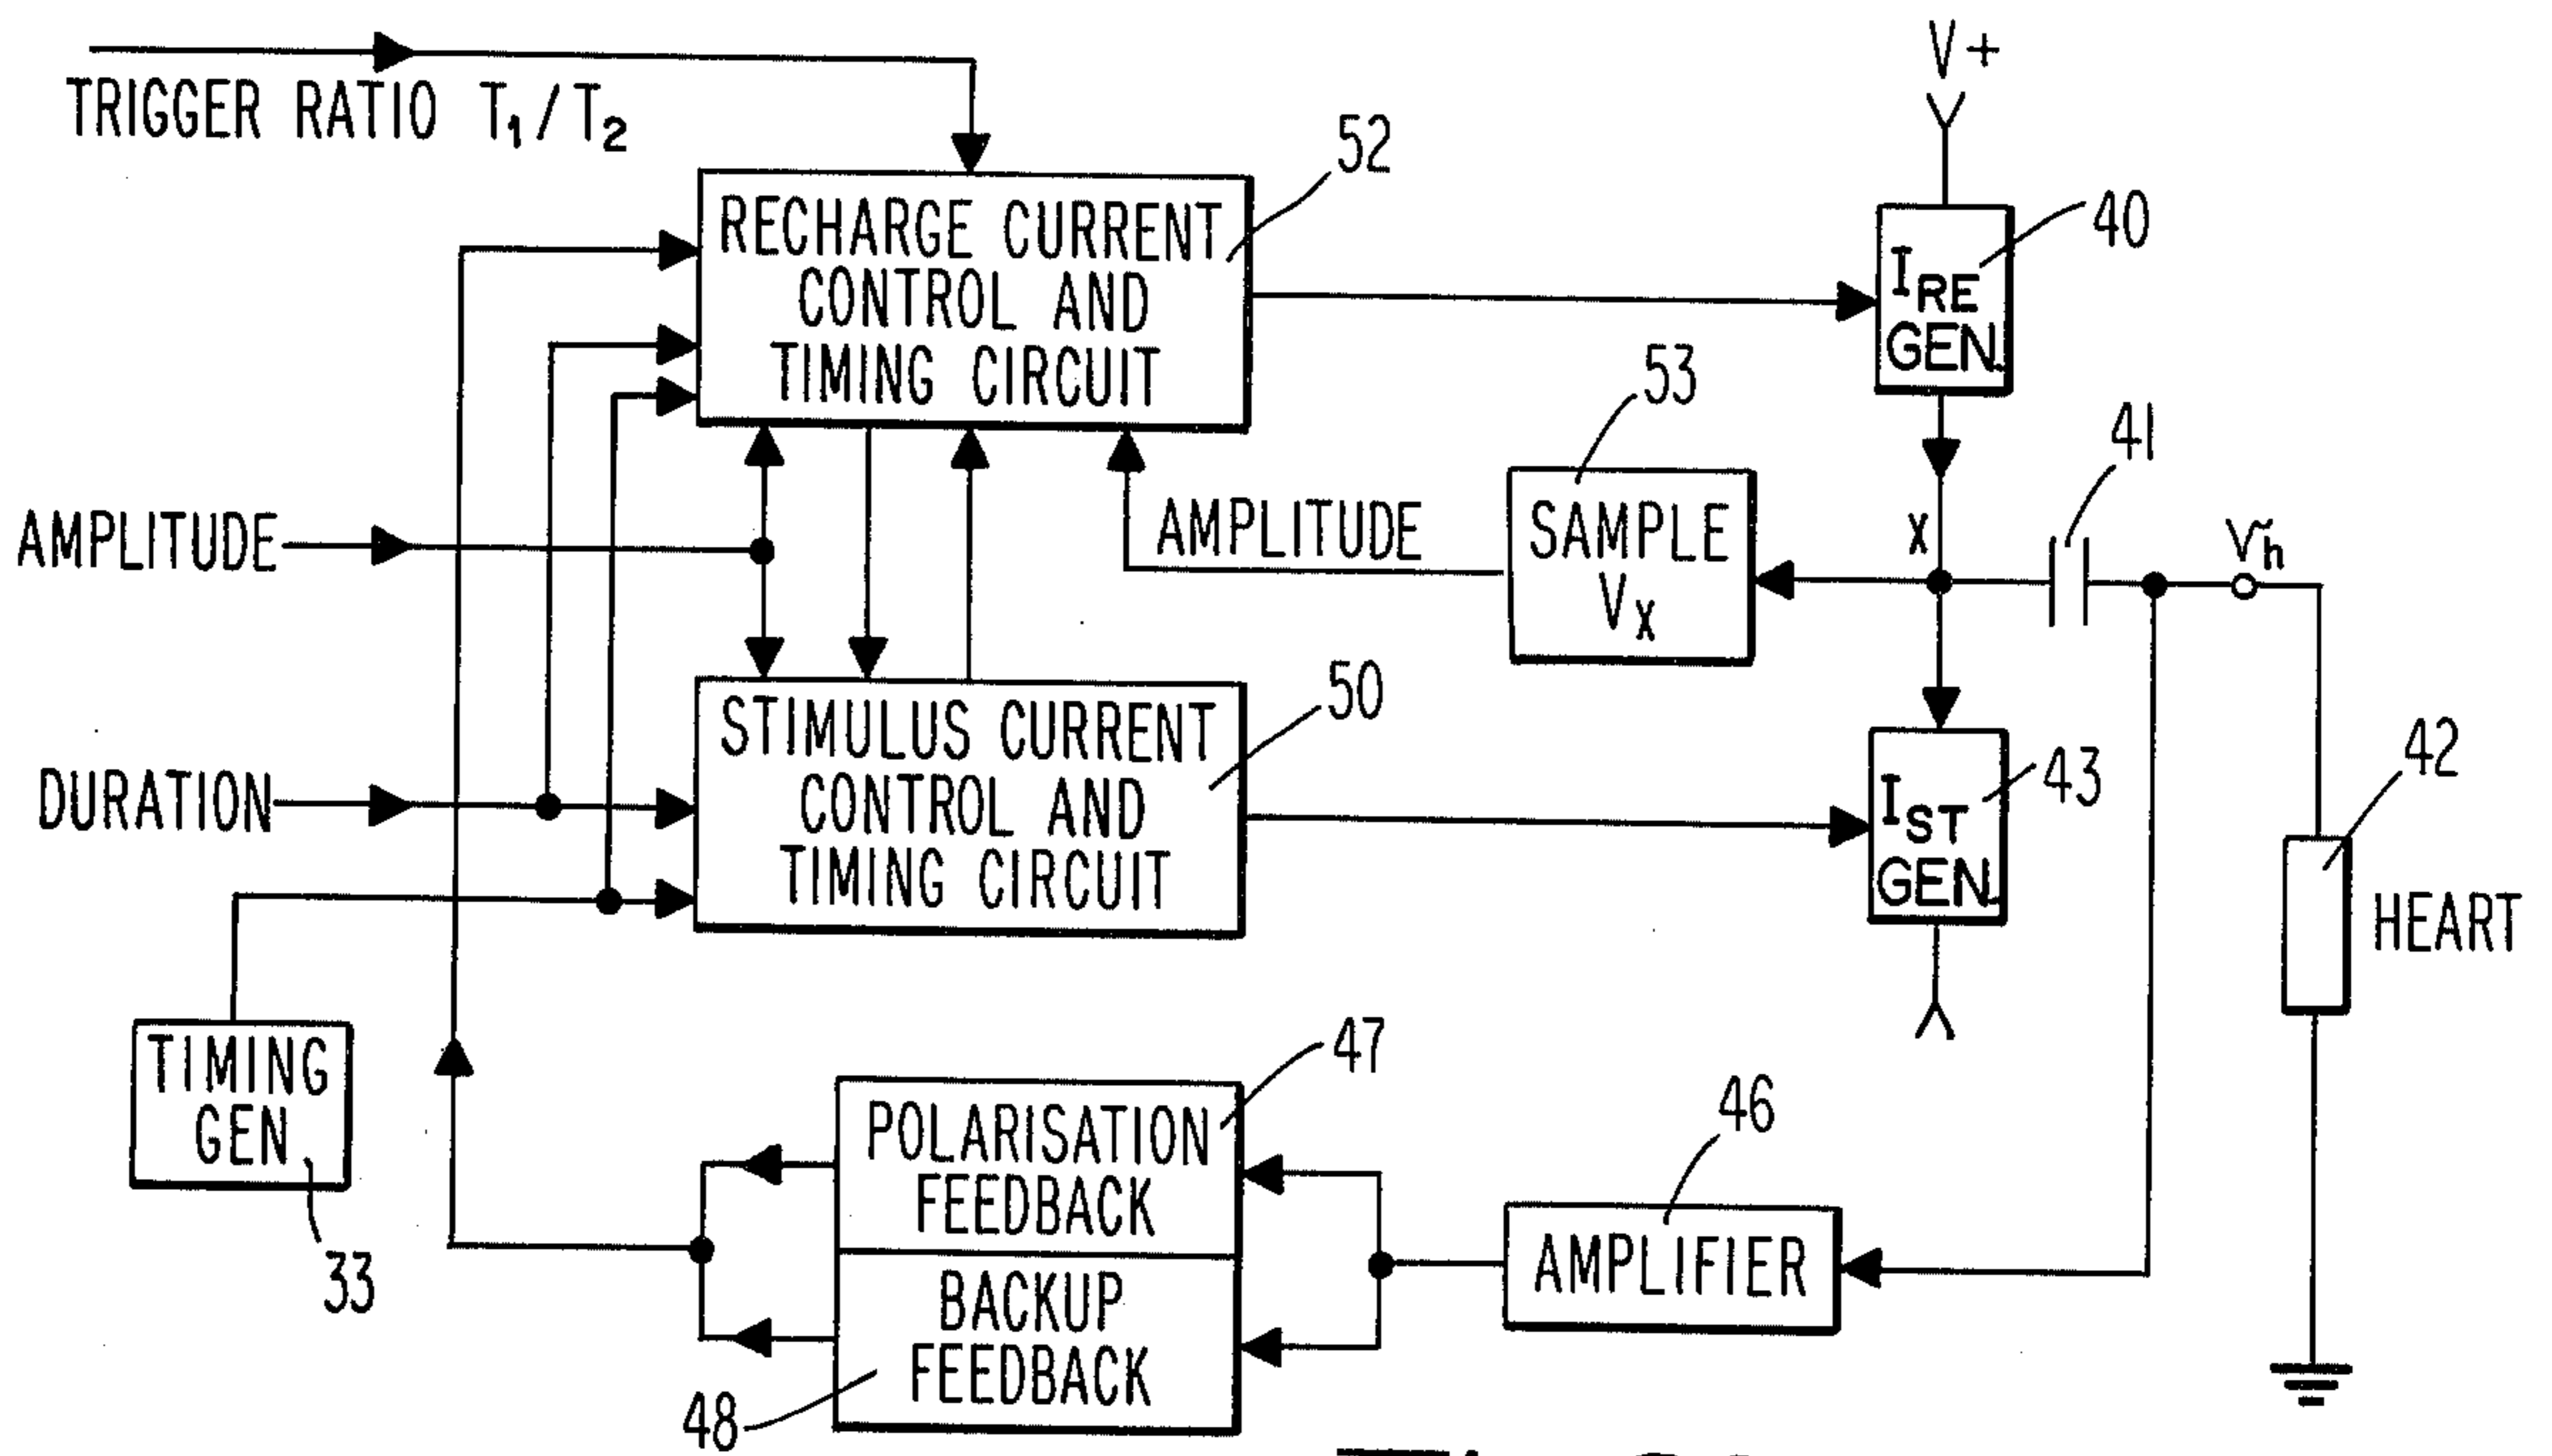 TRIGGER RATIO T1/T2
V+
52
RECHARGE CURRENT
CONTROL AND
TIMING CIRCUIT
40
IRE
GEN.
53
41
AMPLITUDE
AMPLITUDE
SAMPLE
VX
X
Vh
50
STIMULUS CURRENT
CONTROL AND
TIMING CIRCUIT
DURATION
IST
GEN.
43
42
HEART
TIMING
GEN
33
47
POLARISATION
FEEDBACK
BACKUP
FEEDBACK
48
46
AMPLIFIER